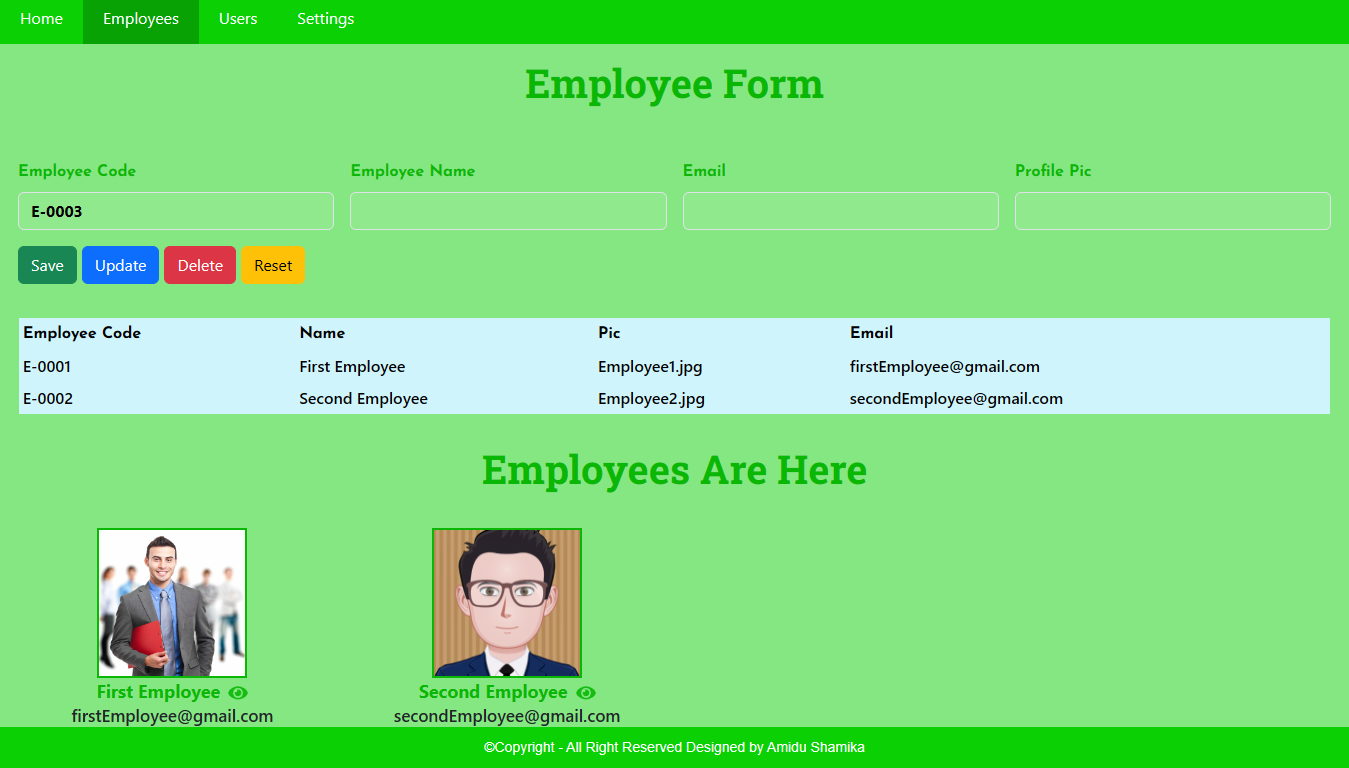 Home Employees Users Settings
Employee Form
Employee Code Employee Name Email Profile Pic
E-0003
Save Update Delete Reset
Employee Code Name Pic Email
E-0001 First Employee Employee1.jpg firstEmployee@gmail.com
E-0002 Second Employee Employee2.jpg secondEmployee@gmail.com
Employees Are Here
First Employee Second Employee
firstEmployee@gmail.com secondEmployee@gmail.com
©Copyright - All Right Reserved Designed by Amidu Shamika